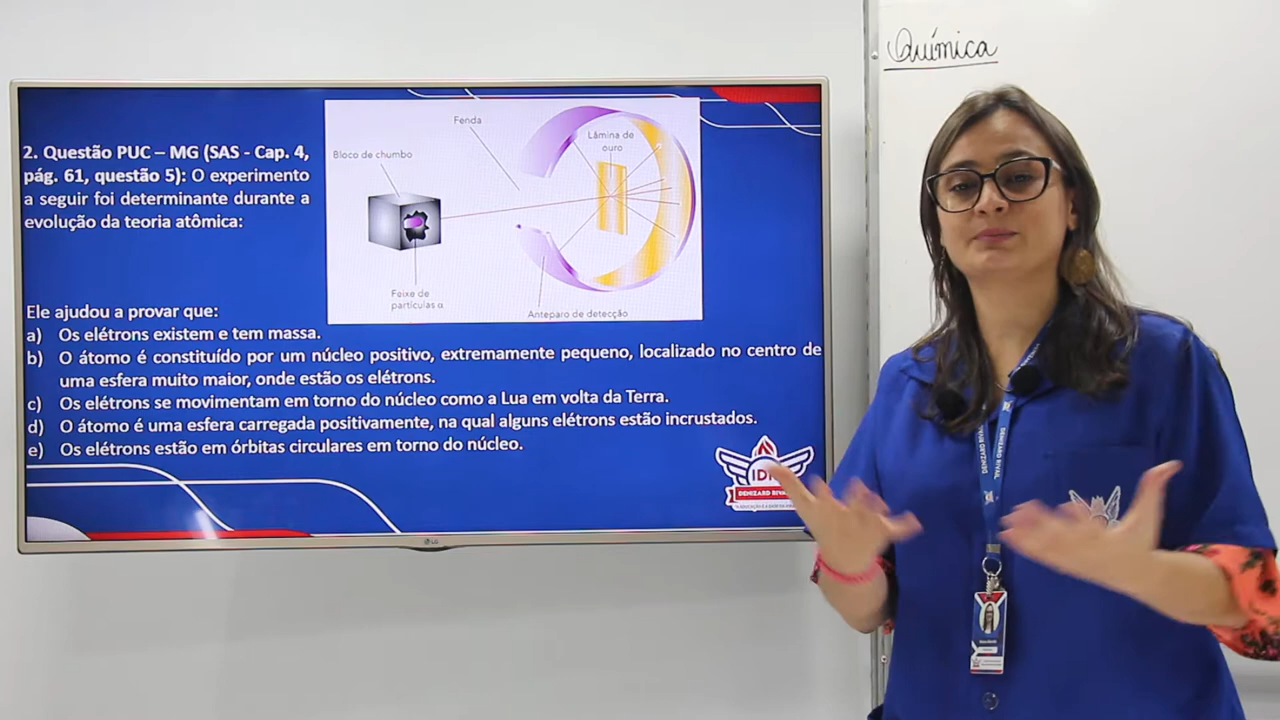 Química
2. Questão PUC – MG (SAS - Cap. 4,
pág. 61, questão 5): O experimento
a seguir foi determinante durante a
evolução da teoria atômica:
Fenda
Lâmina de
ouro
Bloco de chumbo
Feixe de
partículas α
Anteparo de detecção
Ele ajudou a provar que:
a) Os elétrons existem e tem massa.
b) O átomo é constituído por um núcleo positivo, extremamente pequeno, localizado no centro de
uma esfera muito maior, onde estão os elétrons.
c) Os elétrons se movimentam em torno do núcleo como a Lua em volta da Terra.
d) O átomo é uma esfera carregada positivamente, na qual alguns elétrons estão incrustados.
e) Os elétrons estão em órbitas circulares em torno do núcleo.
DENIZARD RIVAIL
LG
DENIZARD RIVAIL